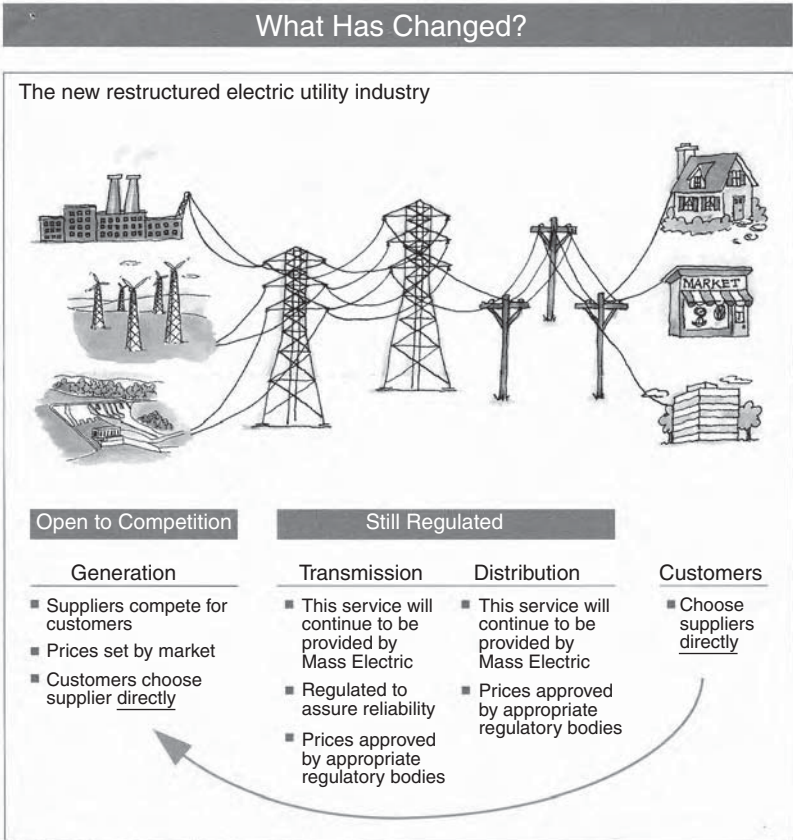 What Has Changed?
The new restructured electric utility industry
MARKET
Open to Competition
Still Regulated
Generation
■ Suppliers compete for
customers
■ Prices set by market
■ Customers choose
supplier directly
Transmission
■ This service will
continue to be
provided by
Mass Electric
■ Regulated to
assure reliability
■ Prices approved
by appropriate
regulatory bodies
Distribution
■ This service will
continue to be
provided by
Mass Electric
■ Prices approved
by appropriate
regulatory bodies
Customers
■ Choose
suppliers
directly